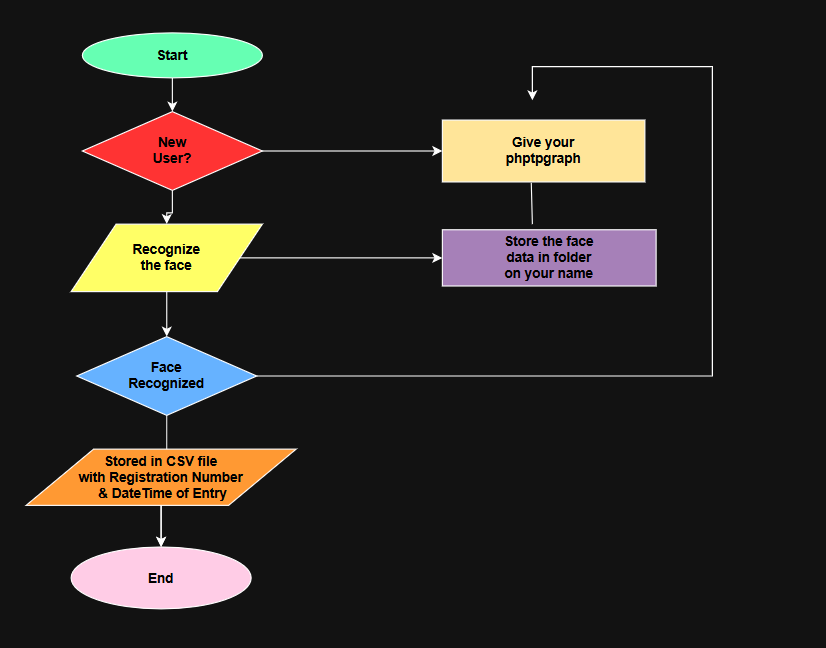 Start
New
User?
Give your
phptpgraph
Recognize
the face
Store the face
data in folder
on your name
Face
Recognized
Stored in CSV file
with Registration Number
& DateTime of Entry
End